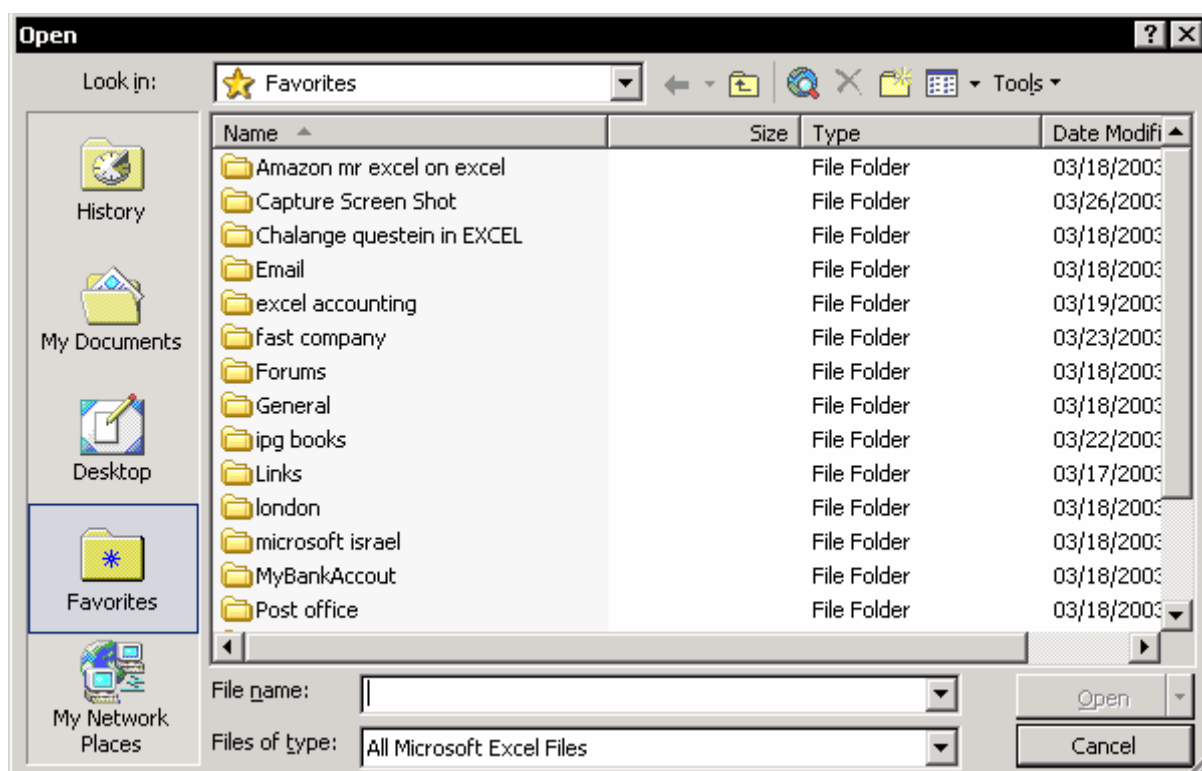 Open
Look in: Favorites Tools
Name Size Type Date Modifi
Amazon mr excel on excel File Folder 03/18/2003
Capture Screen Shot File Folder 03/26/2003
Chalange questein in EXCEL File Folder 03/18/2003
Email File Folder 03/18/2003
excel accounting File Folder 03/19/2003
fast company File Folder 03/23/2003
Forums File Folder 03/18/2003
General File Folder 03/18/2003
ipg books File Folder 03/22/2003
Links File Folder 03/17/2003
london File Folder 03/18/2003
microsoft israel File Folder 03/18/2003
MyBankAccout File Folder 03/18/2003
Post office File Folder 03/18/2003
History
My Documents
Desktop
Favorites
My Network
Places
File name: Open
Files of type: All Microsoft Excel Files Cancel